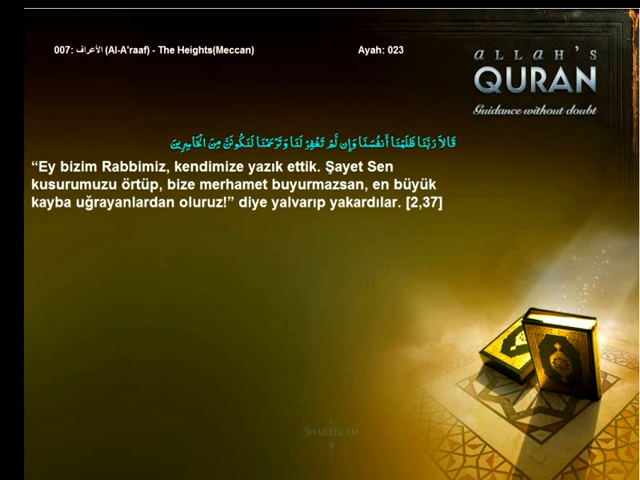 007: الأعراف (Al-A'raaf) - The Heights(Meccan) Ayah: 023
ALLAH'S
QURAN
Guidance without doubt
قَالاَ رَبَّنَا ظَلَمْنَا أَنفُسَنَا وَإِن لَّمْ تَغْفِرْ لَنَا وَتَرْحَمْنَا لَنَكُونَنَّ مِنَ الْخَاسِرِينَ
“Ey bizim Rabbimiz, kendimize yazık ettik. Şayet Sen
kusurumuzu örtüp, bize merhamet buyurmazsan, en büyük
kayba uğrayanlardan oluruz!” diye yalvarıp yakardılar. [2,37]
SHAREISLAM